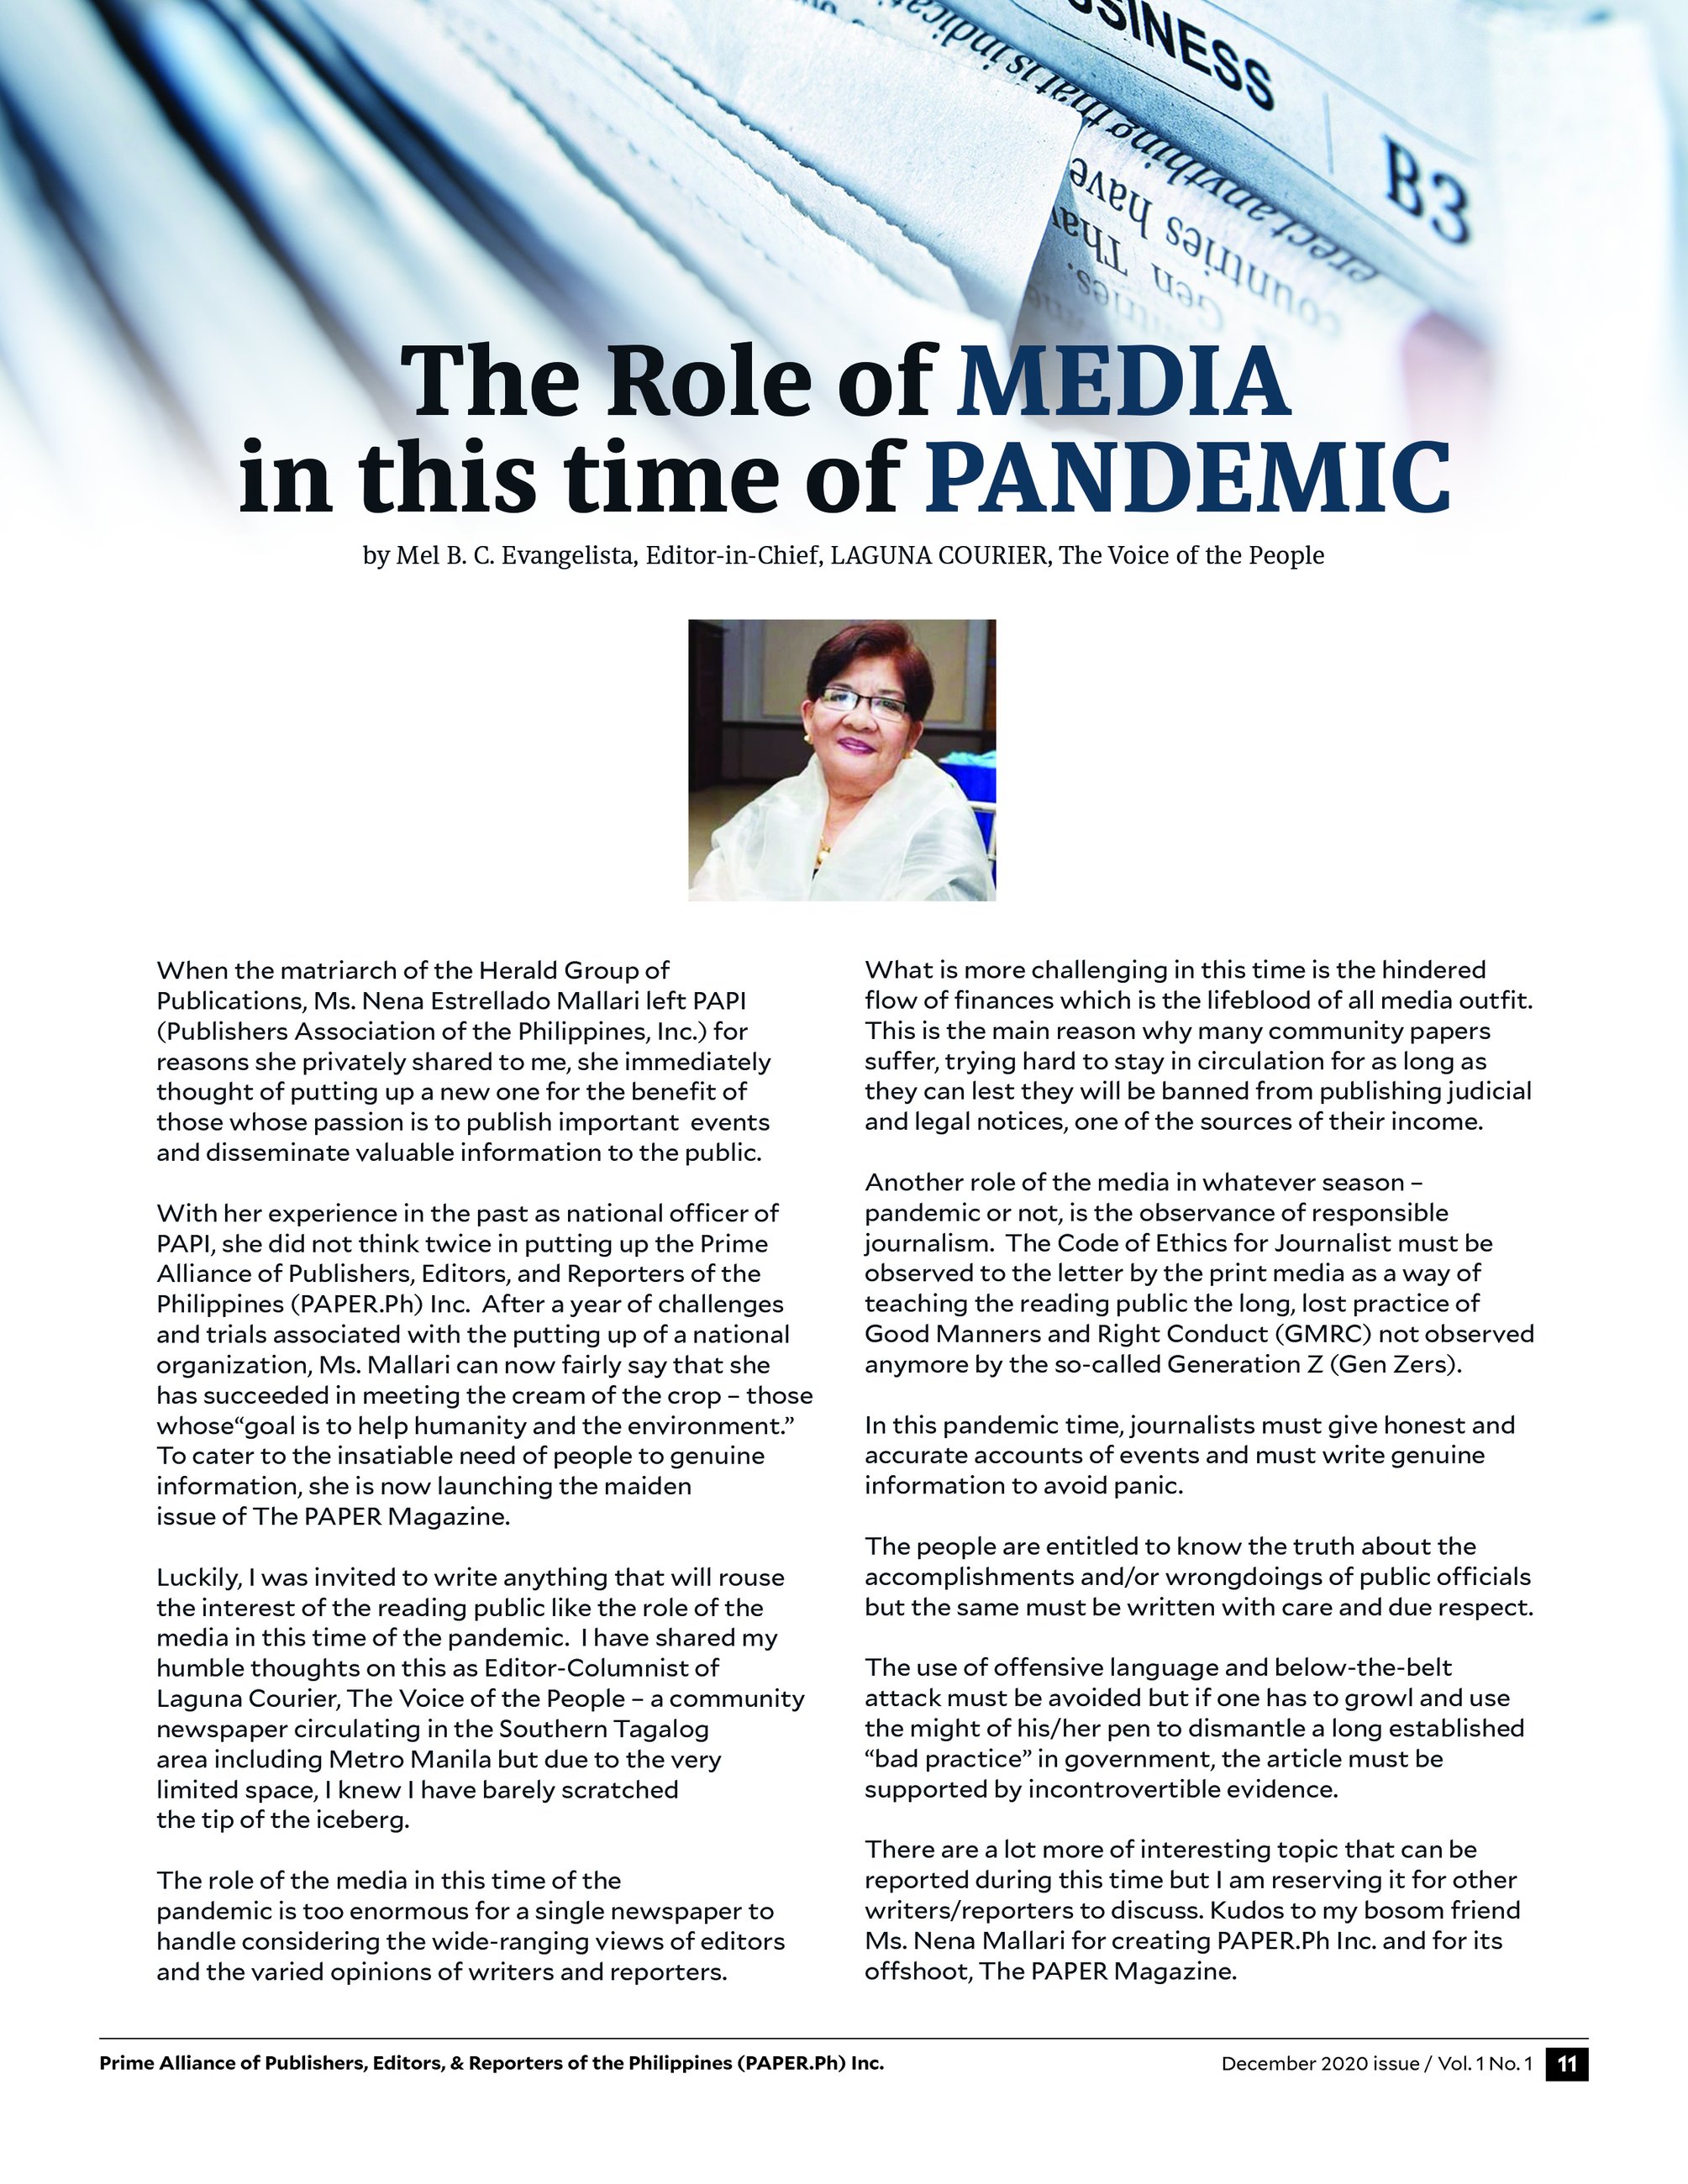 BUSINESS
B3
erect anything that is indicati
countries have
Gen Tha
The Role of MEDIA
in this time of PANDEMIC
by Mel B. C. Evangelista, Editor-in-Chief, LAGUNA COURIER, The Voice of the People
When the matriarch of the Herald Group of
Publications, Ms. Nena Estrellado Mallari left PAPI
(Publishers Association of the Philippines, Inc.) for
reasons she privately shared to me, she immediately
thought of putting up a new one for the benefit of
those whose passion is to publish important  events
and disseminate valuable information to the public.
With her experience in the past as national officer of
PAPI, she did not think twice in putting up the Prime
Alliance of Publishers, Editors, and Reporters of the
Philippines (PAPER.Ph) Inc.  After a year of challenges
and trials associated with the putting up of a national
organization, Ms. Mallari can now fairly say that she
has succeeded in meeting the cream of the crop – those
whose“goal is to help humanity and the environment.”
To cater to the insatiable need of people to genuine
information, she is now launching the maiden
issue of The PAPER Magazine.
Luckily, I was invited to write anything that will rouse
the interest of the reading public like the role of the
media in this time of the pandemic.  I have shared my
humble thoughts on this as Editor-Columnist of
Laguna Courier, The Voice of the People – a community
newspaper circulating in the Southern Tagalog
area including Metro Manila but due to the very
limited space, I knew I have barely scratched
the tip of the iceberg.
The role of the media in this time of the
pandemic is too enormous for a single newspaper to
handle considering the wide-ranging views of editors
and the varied opinions of writers and reporters.
What is more challenging in this time is the hindered
flow of finances which is the lifeblood of all media outfit.
This is the main reason why many community papers
suffer, trying hard to stay in circulation for as long as
they can lest they will be banned from publishing judicial
and legal notices, one of the sources of their income.
Another role of the media in whatever season –
pandemic or not, is the observance of responsible
journalism.  The Code of Ethics for Journalist must be
observed to the letter by the print media as a way of
teaching the reading public the long, lost practice of
Good Manners and Right Conduct (GMRC) not observed
anymore by the so-called Generation Z (Gen Zers).
In this pandemic time, journalists must give honest and
accurate accounts of events and must write genuine
information to avoid panic.
The people are entitled to know the truth about the
accomplishments and/or wrongdoings of public officials
but the same must be written with care and due respect.
The use of offensive language and below-the-belt
attack must be avoided but if one has to growl and use
the might of his/her pen to dismantle a long established
“bad practice” in government, the article must be
supported by incontrovertible evidence.
There are a lot more of interesting topic that can be
reported during this time but I am reserving it for other
writers/reporters to discuss. Kudos to my bosom friend
Ms. Nena Mallari for creating PAPER.Ph Inc. and for its
offshoot, The PAPER Magazine.
Prime Alliance of Publishers, Editors, & Reporters of the Philippines (PAPER.Ph) Inc.
December 2020 issue / Vol. 1 No. 1 11